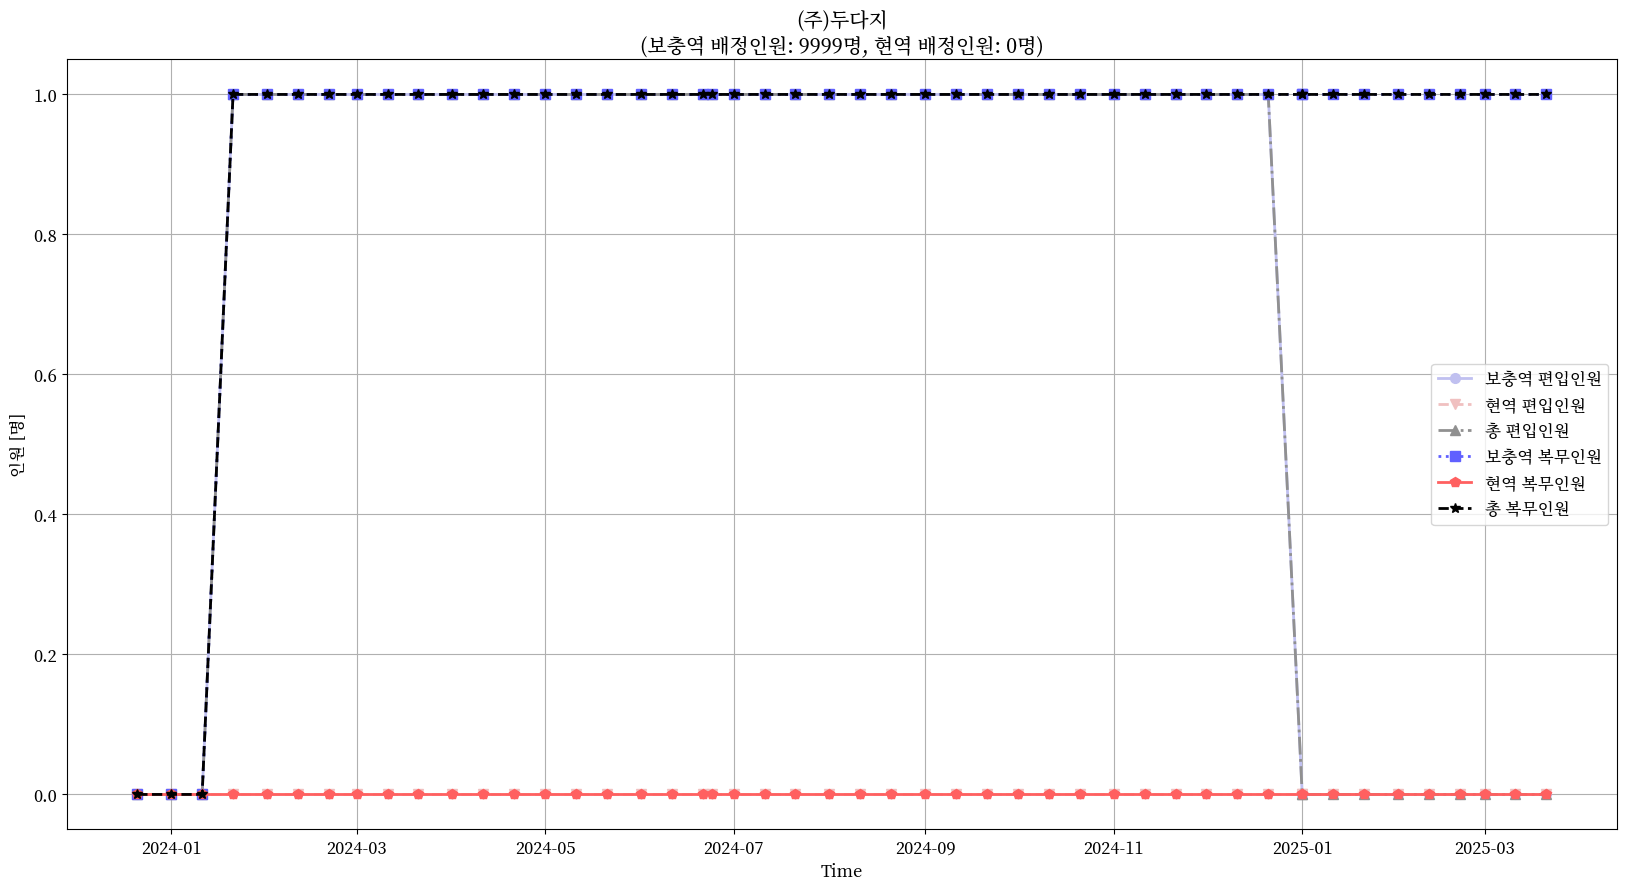 (주)두다지
(보충역 배정인원: 9999명, 현역 배정인원: 0명)
인원 [명]
1.0
0.8
0.6
0.4
0.2
0.0
보충역 편입인원
현역 편입인원
총 편입인원
보충역 복무인원
현역 복무인원
총 복무인원
2024-01
2024-03
2024-05
2024-07
2024-09
2024-11
2025-01
2025-03
Time